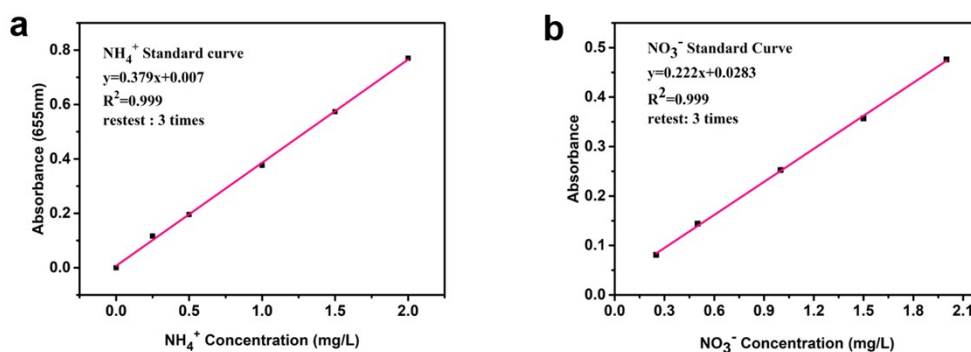 a
NH₄⁺ Standard curve
y=0.379x+0.007
R²=0.999
restest : 3 times
Absorbance (655nm)
0.8
0.6
0.4
0.2
0.0
0.0 0.5 1.0 1.5 2.0
NH₄⁺ Concentration (mg/L)
b
NO₃⁻ Standard Curve
y=0.222x+0.0283
R²=0.999
retest: 3 times
Absorbance
0.5
0.4
0.3
0.2
0.1
0.0
0.0 0.3 0.6 0.9 1.2 1.5 1.8 2.1
NO₃⁻ Concentration (mg/L)